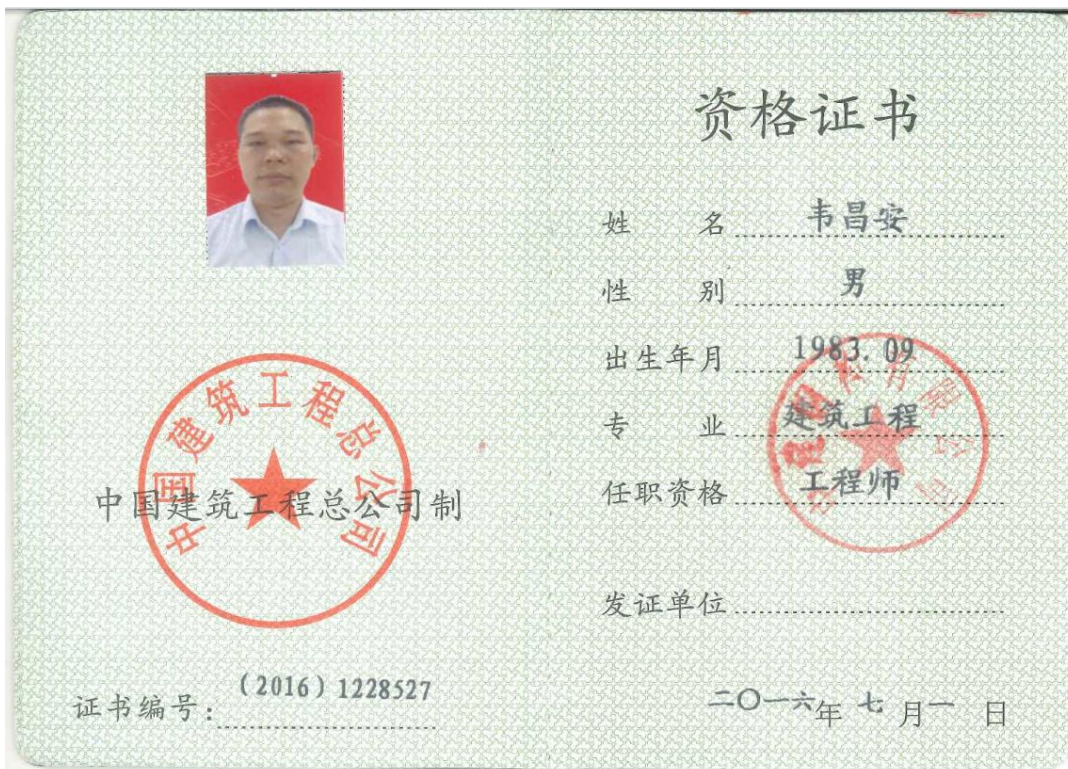 中国建筑工程总公司
中国建筑工程总公司制
证书编号：(2016)1228527
资格证书
姓 名 韦昌安
性 别 男
出生年月 1983.09
专 业 建筑工程
任职资格 工程师
发证单位
二〇一六年七月一日